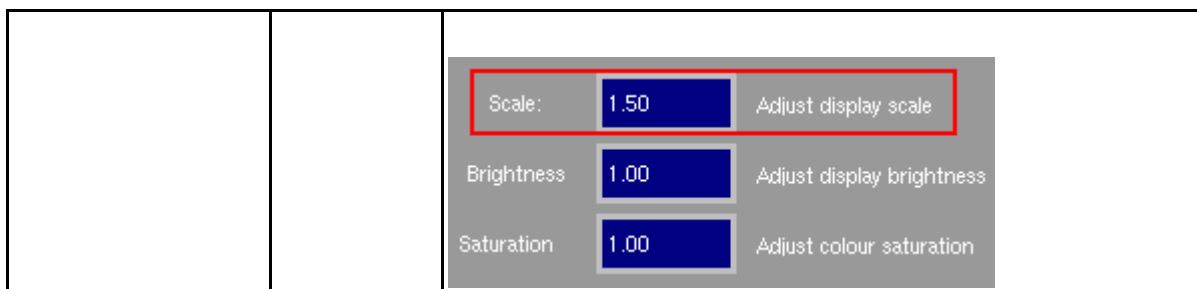 Scale: 1.50 Adjust display scale
Brightness 1.00 Adjust display brightness
Saturation 1.00 Adjust colour saturation